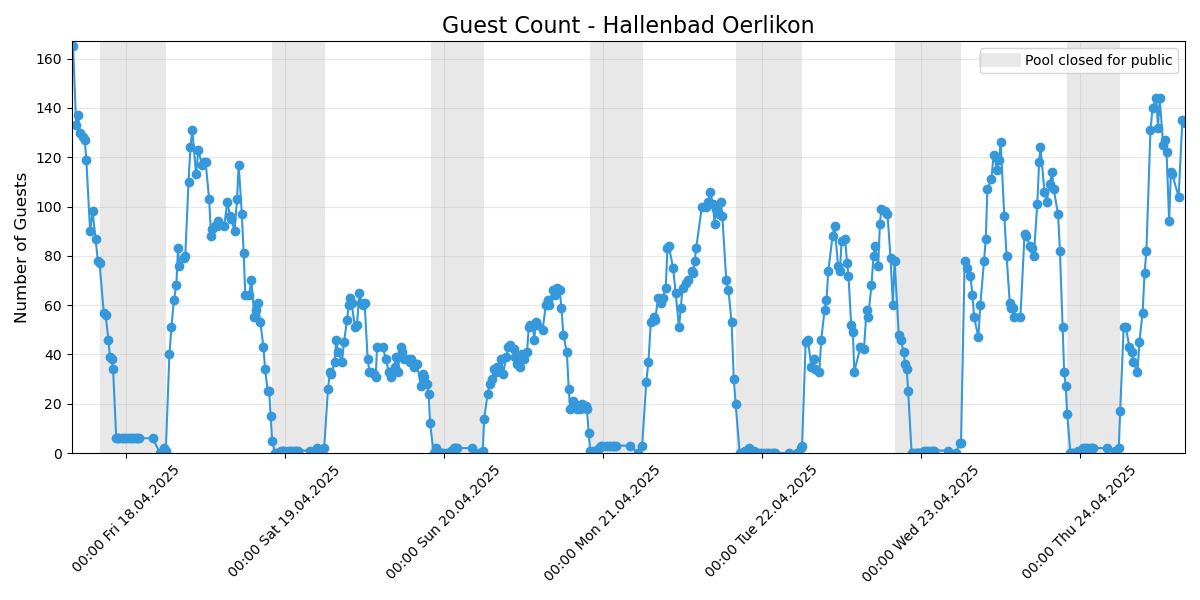 Guest Count - Hallenbad Oerlikon
Pool closed for public
Number of Guests
160
140
120
100
80
60
40
20
0
00:00 Fri 18.04.2025
00:00 Sat 19.04.2025
00:00 Sun 20.04.2025
00:00 Mon 21.04.2025
00:00 Tue 22.04.2025
00:00 Wed 23.04.2025
00:00 Thu 24.04.2025